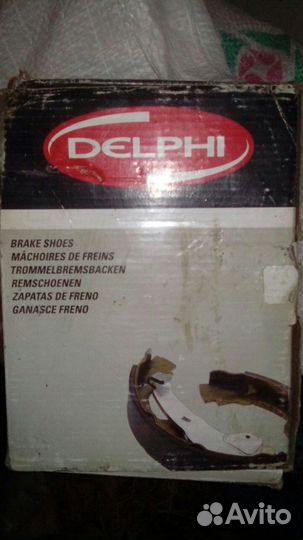 DELPHI
BRAKE SHOES
MÂCHOIRES DE FREINS
TROMMELBREMSBACKEN
REMSCHOENEN
ZAPATAS DE FRENO
GANASCE FRENO
Avito